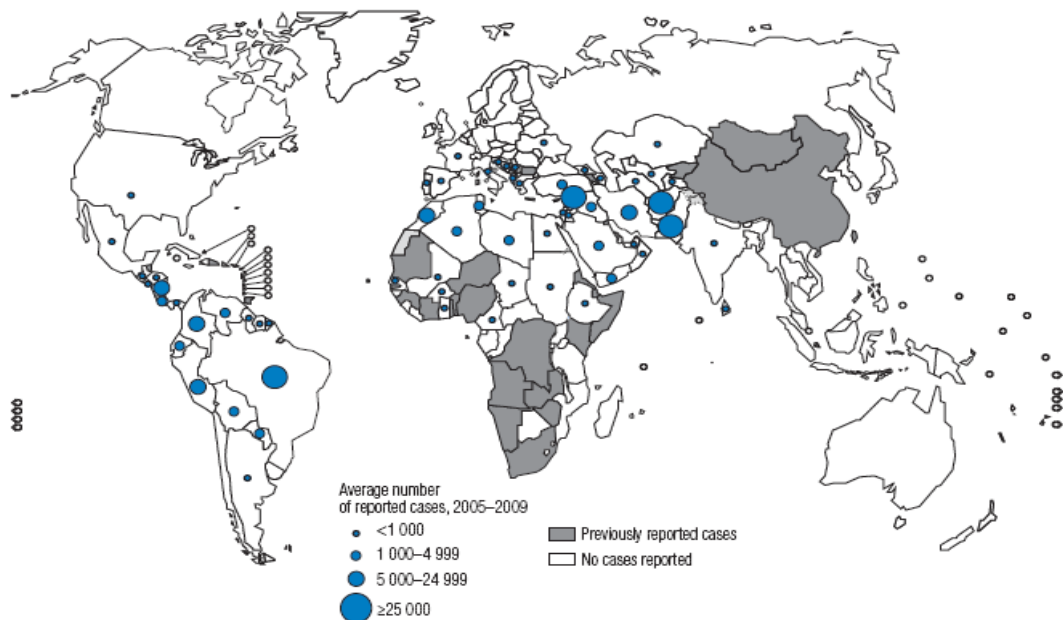 Average number
of reported cases, 2005–2009
<1 000
1 000–4 999
5 000–24 999
≥25 000
Previously reported cases
No cases reported